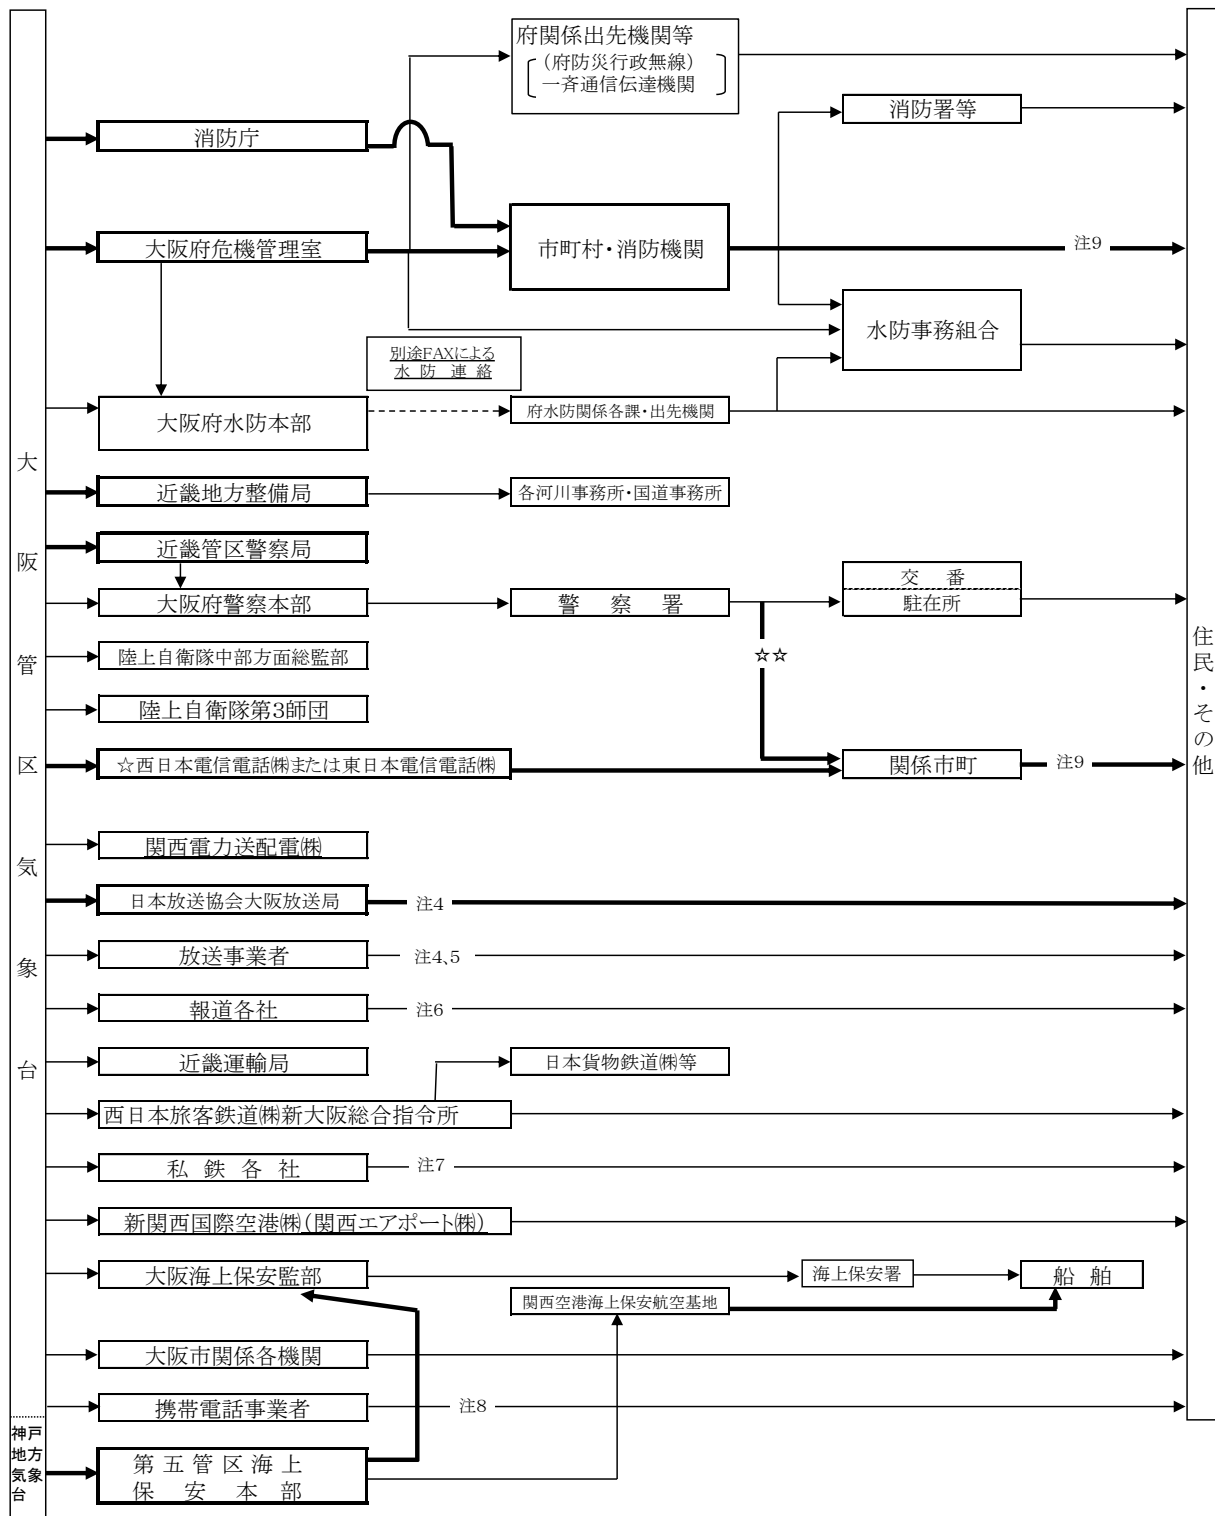 府関係出先機関等
(府防災行政無線)
一斉通信伝達機関
消防署等
消防庁
大阪府危機管理室
市町村・消防機関
注9
水防事務組合
別途FAXによる
水 防 連 絡
大阪府水防本部
府水防関係各課・出先機関
近畿地方整備局
各河川事務所・国道事務所
近畿管区警察局
大阪府警察本部
警 察 署
交 番
駐在所
陸上自衛隊中部方面総監部
☆☆
陸上自衛隊第3師団
☆西日本電信電話㈱または東日本電信電話㈱
関係市町
注9
関西電力送配電㈱
日本放送協会大阪放送局
注4
放送事業者
注4、5
報道各社
注6
近畿運輸局
日本貨物鉄道㈱等
西日本旅客鉄道㈱新大阪総合指令所
私 鉄 各 社
注7
新関西国際空港㈱(関西エアポート㈱)
大阪海上保安監部
海上保安署
船 舶
関西空港海上保安航空基地
大阪市関係各機関
携帯電話事業者
注8
第 五 管 区 海 上
保 安 本 部
大阪管区気象台
神戸
地方
気象
台
住民・その他